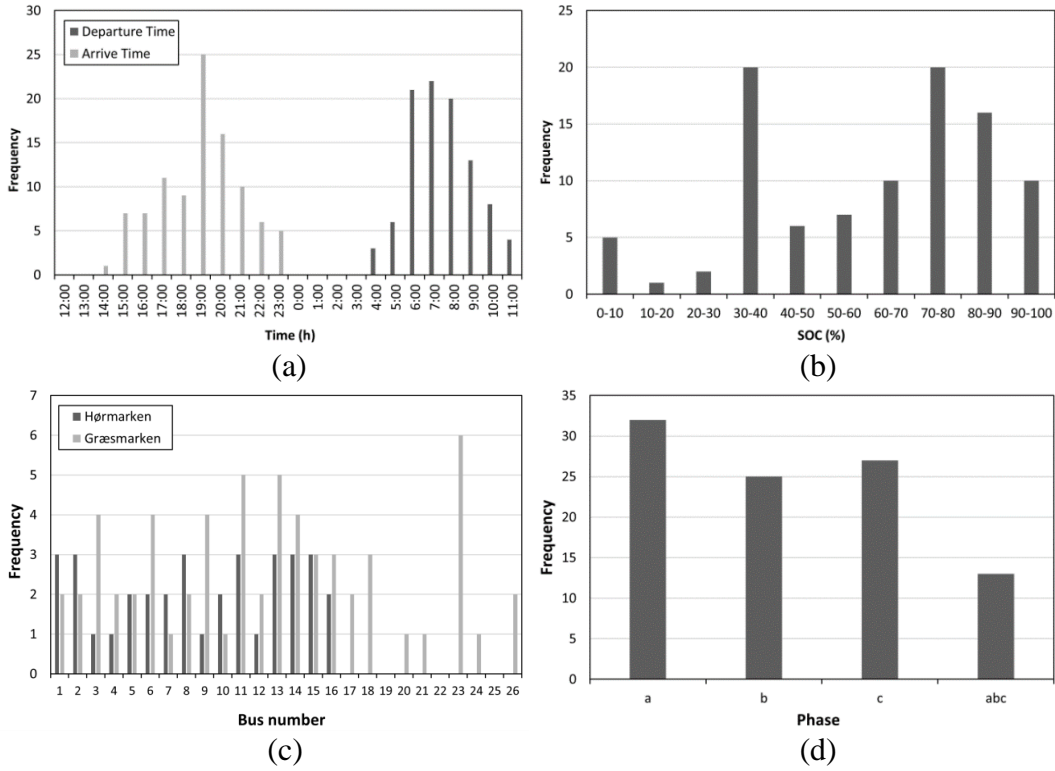 30
25
20
15
10
5
0
Frequency
Departure Time
Arrive Time
12:00 13:00 14:00 15:00 16:00 17:00 18:00 19:00 20:00 21:00 22:00 23:00 0:00 1:00 2:00 3:00 4:00 5:00 6:00 7:00 8:00 9:00 10:00 11:00
Time (h)
(a)
25
20
15
10
5
0
Frequency
0-10 10-20 20-30 30-40 40-50 50-60 60-70 70-80 80-90 90-100
SOC (%)
(b)
7
6
5
4
3
2
1
0
Frequency
Hørmarken
Græsmarken
1 2 3 4 5 6 7 8 9 10 11 12 13 14 15 16 17 18 19 20 21 22 23 24 25 26
Bus number
(c)
35
30
25
20
15
10
5
0
Frequency
a b c abc
Phase
(d)